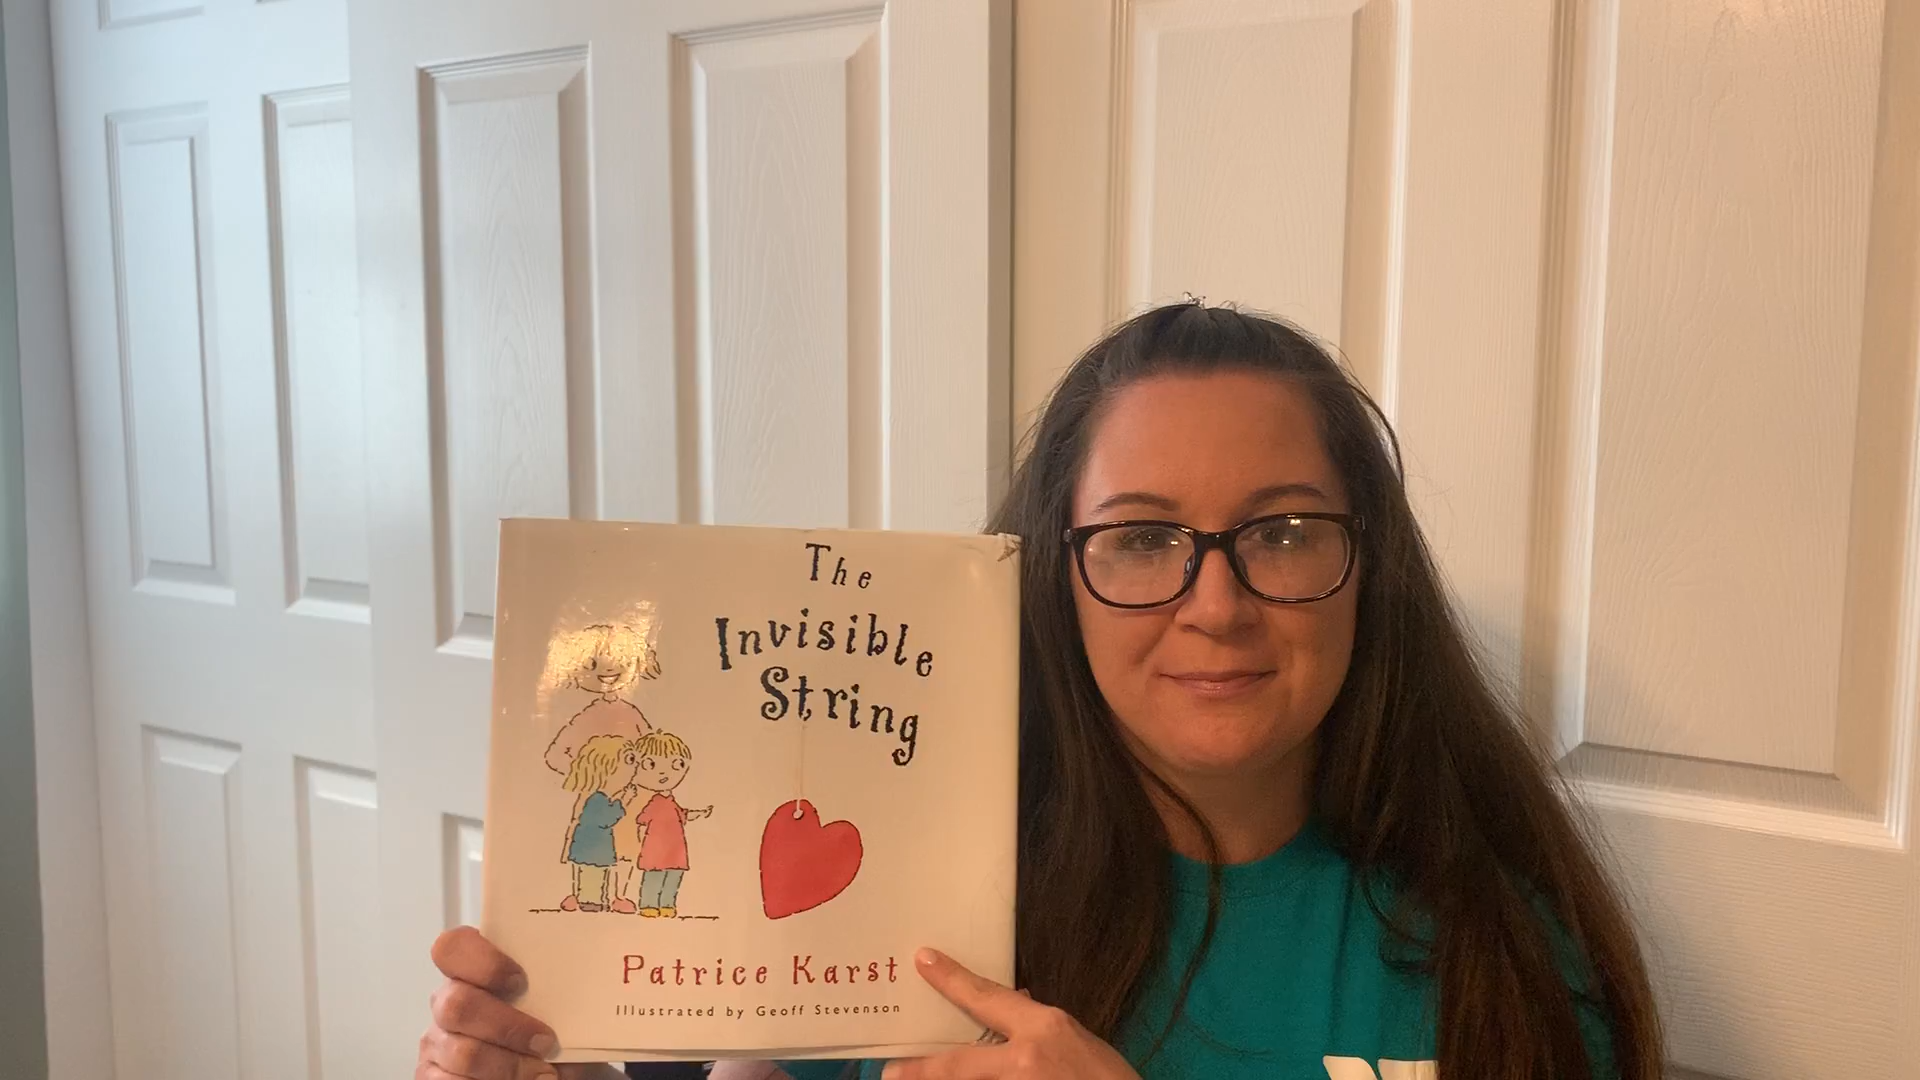 The
Invisible
String
Patrice Karst
Illustrated by Geoff Stevenson